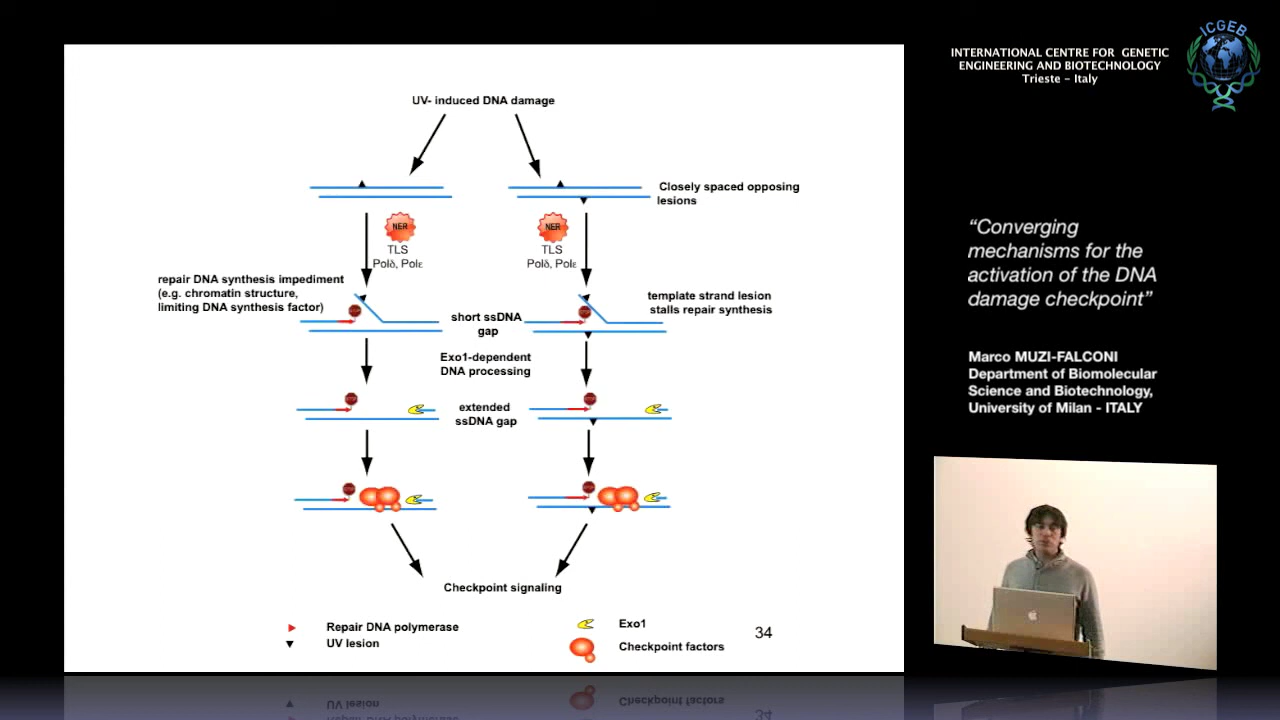 UV- induced DNA damage
Closely spaced opposing
lesions
NER
TLS
Polδ, Polε
NER
TLS
Polδ, Polε
repair DNA synthesis impediment
(e.g. chromatin structure,
limiting DNA synthesis factor)
template strand lesion
stalls repair synthesis
short ssDNA
gap
Exo1-dependent
DNA processing
extended
ssDNA gap
Checkpoint signaling
Repair DNA polymerase
UV lesion
Exo1
Checkpoint factors
34
INTERNATIONAL CENTRE FOR GENETIC
ENGINEERING AND BIOTECHNOLOGY
Trieste – Italy
ICGEB
“Converging
mechanisms for the
activation of the DNA
damage checkpoint”
Marco MUZI-FALCONI
Department of Biomolecular
Science and Biotechnology,
University of Milan - ITALY